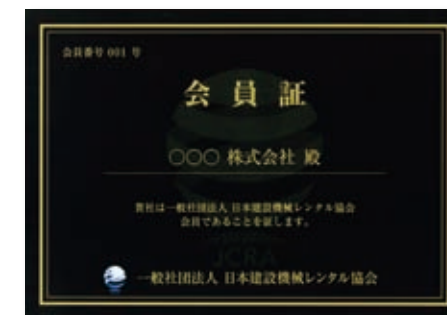 会員番号 001 号
会員証
○○○ 株式会社 殿
貴社は一般社団法人 日本建設機械レンタル協会
会員であることを証します。
JCRA
一般社団法人 日本建設機械レンタル協会